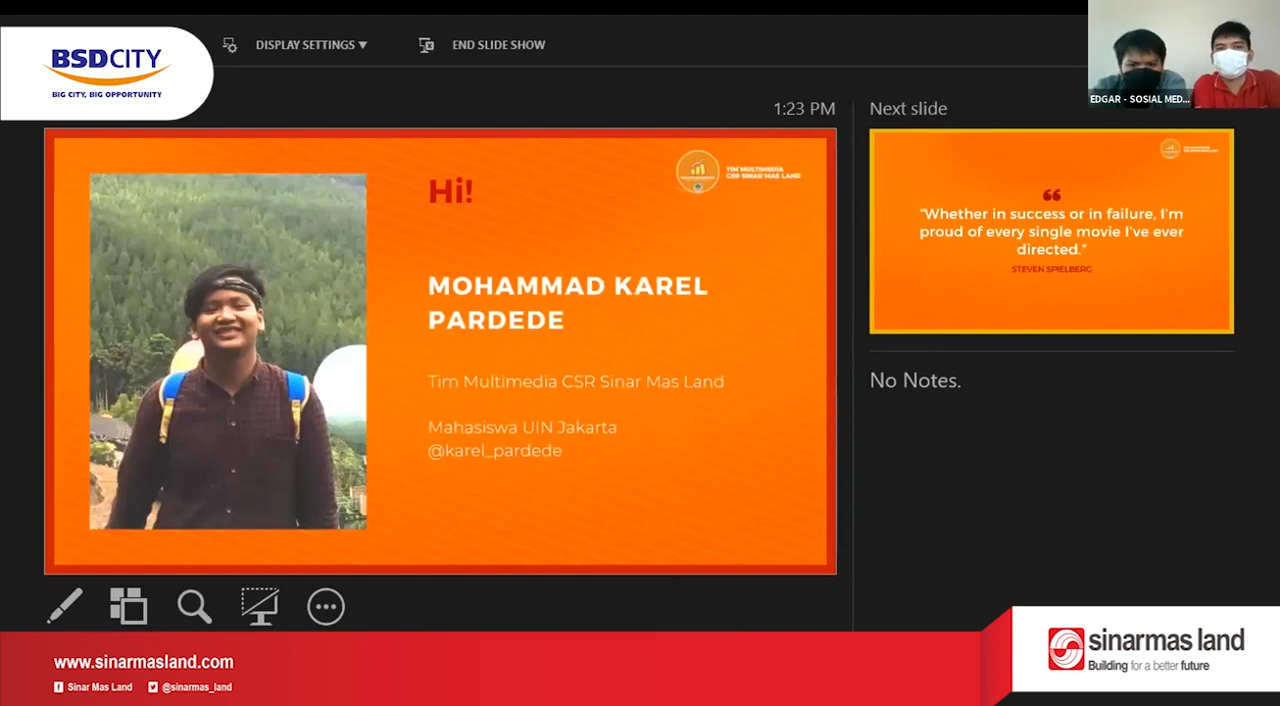 BSDCITY
BIG CITY, BIG OPPORTUNITY
DISPLAY SETTINGS
END SLIDE SHOW
EDGAR - SOSIAL MED...
1:23 PM
Next slide
Hi!
TIM MULTIMEDIA
CSR SINAR MAS LAND
MOHAMMAD KAREL
PARDEDE
Tim Multimedia CSR Sinar Mas Land
Mahasiswa UIN Jakarta
@karel_pardede
"Whether in success or in failure, I'm
proud of every single movie I've ever
directed."
STEVEN SPIELBERG
No Notes.
www.sinarmasland.com
Sinar Mas Land
@sinarmas_land
sinarmas land
Building for a better future